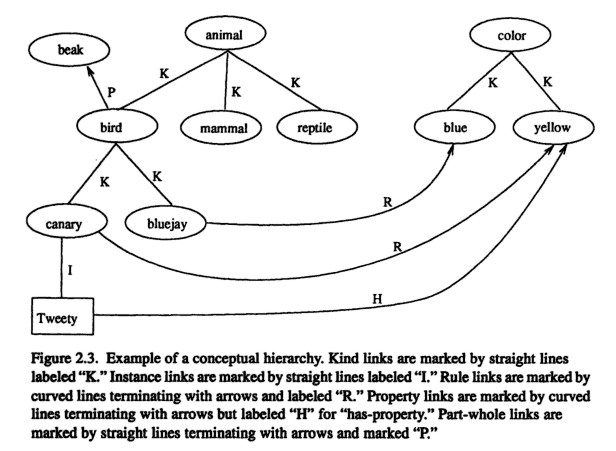 animal
color
beak
K
K
K
K
K
P
bird
mammal
reptile
blue
yellow
K
K
R
canary
bluejay
R
I
H
Tweety
Figure 2.3. Example of a conceptual hierarchy. Kind links are marked by straight lines
labeled “K.” Instance links are marked by straight lines labeled “I.” Rule links are marked by
curved lines terminating with arrows and labeled “R.” Property links are marked by curved
lines terminating with arrows but labeled “H” for “has-property.” Part-whole links are
marked by straight lines terminating with arrows and marked “P.”